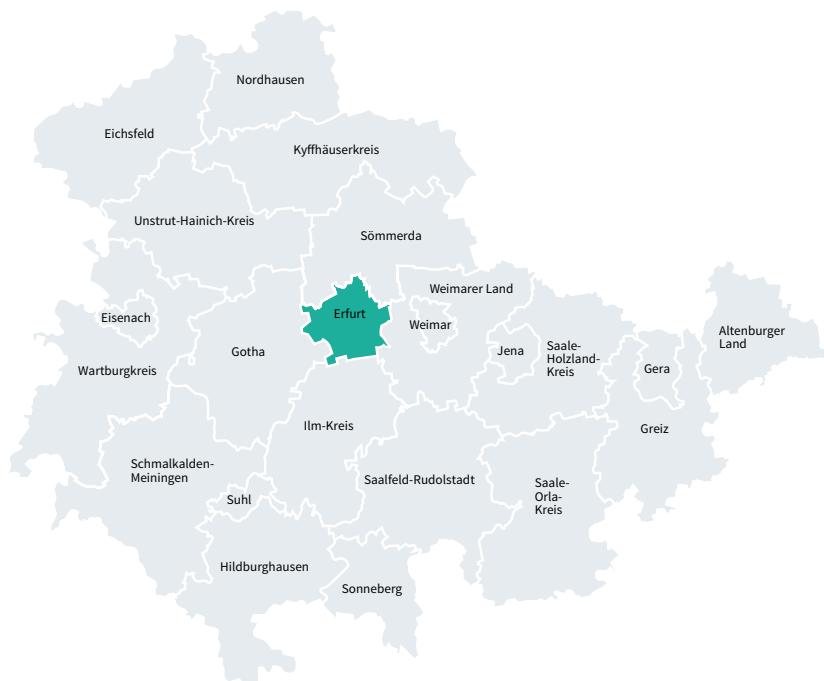 Nordhausen
Eichsfeld
Kyffhäuserkreis
Unstrut-Hainich-Kreis
Sömmerda
Weimarer Land
Eisenach
Erfurt
Weimar
Altenburger
Land
Gotha
Jena
Saale-
Holzland-
Kreis
Wartburgkreis
Gera
Ilm-Kreis
Greiz
Schmalkalden-
Meiningen
Saalfeld-Rudolstadt
Saale-
Orla-
Kreis
Suhl
Hildburghausen
Sonneberg